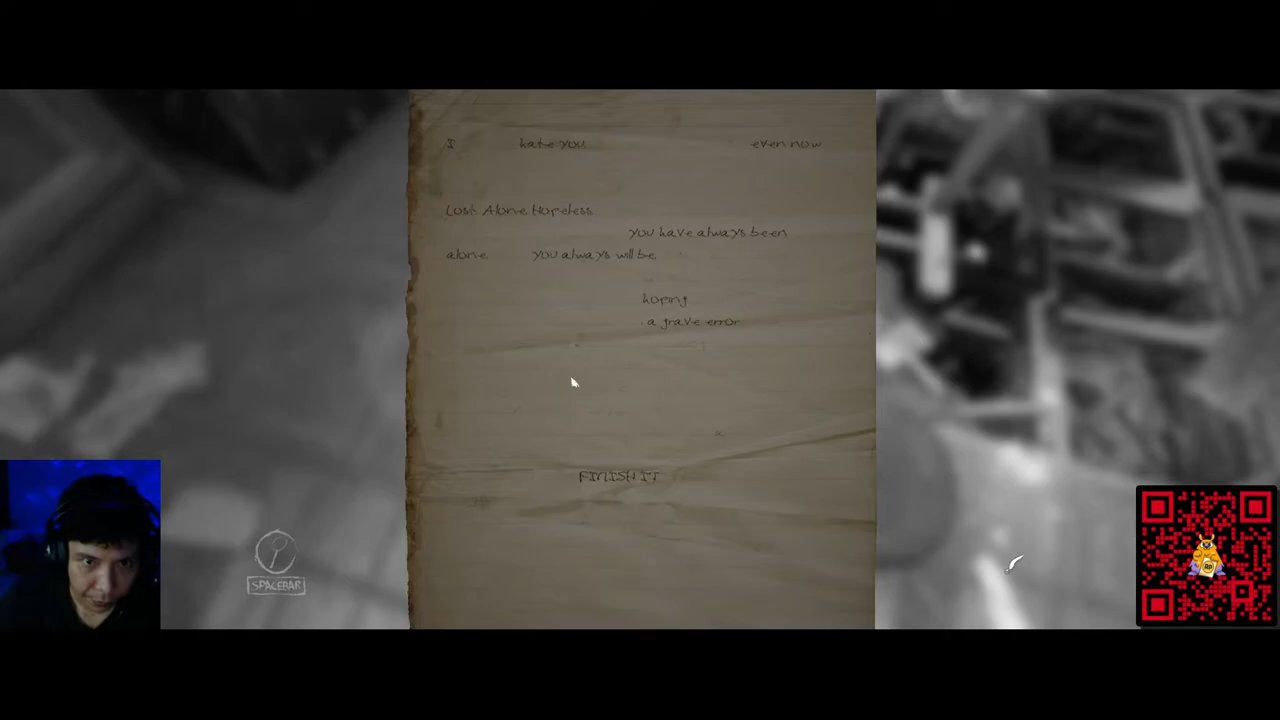 I hate you even now
Lost Alone Hopeless
you have always been
alone you always will be
hoping
a grave error
FINISH IT
SPACEBAR